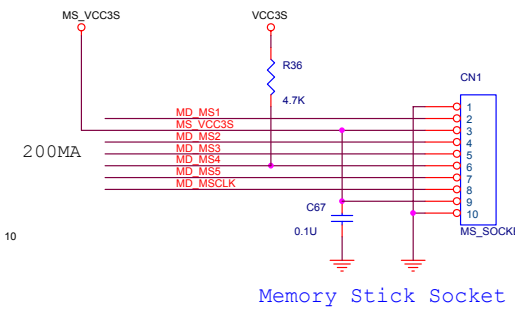 MS_VCC3S
VCC3S
R36
4.7K
CN1
MD_MS1
MS_VCC3S
MD_MS2
MD_MS3
MD_MS4
MD_MS5
MD_MSCLK
200MA
1
2
3
4
5
6
7
8
9
10
C67
0.1U
MS_SOCKI
10
Memory Stick Socket